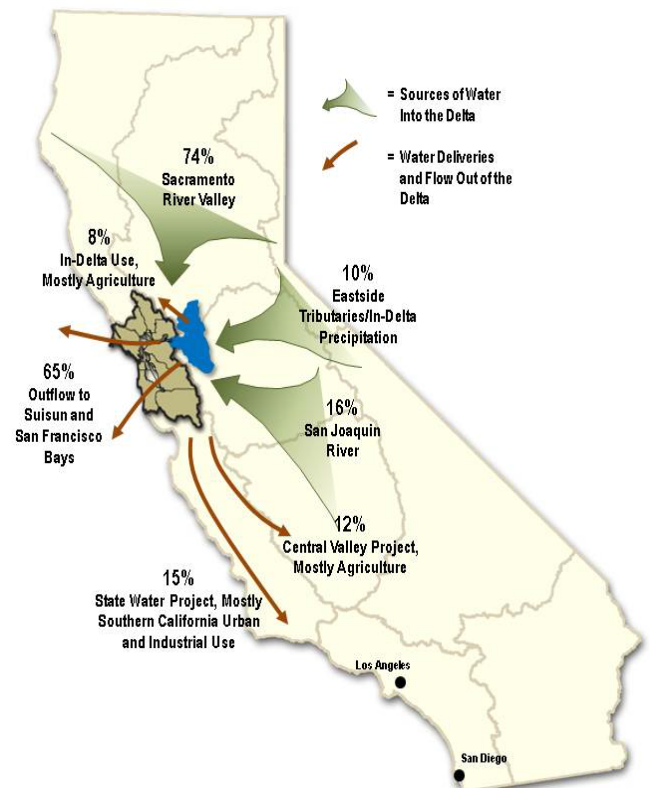 = Sources of Water
Into the Delta
= Water Deliveries
and Flow Out of the
Delta
74%
Sacramento
River Valley
8%
In-Delta Use,
Mostly Agriculture
10%
Eastside
Tributaries/In-Delta
Precipitation
65%
Outflow to
Suisun and
San Francisco
Bays
16%
San Joaquin
River
12%
Central Valley Project,
Mostly Agriculture
15%
State Water Project, Mostly
Southern California Urban
and Industrial Use
Los Angeles
San Diego